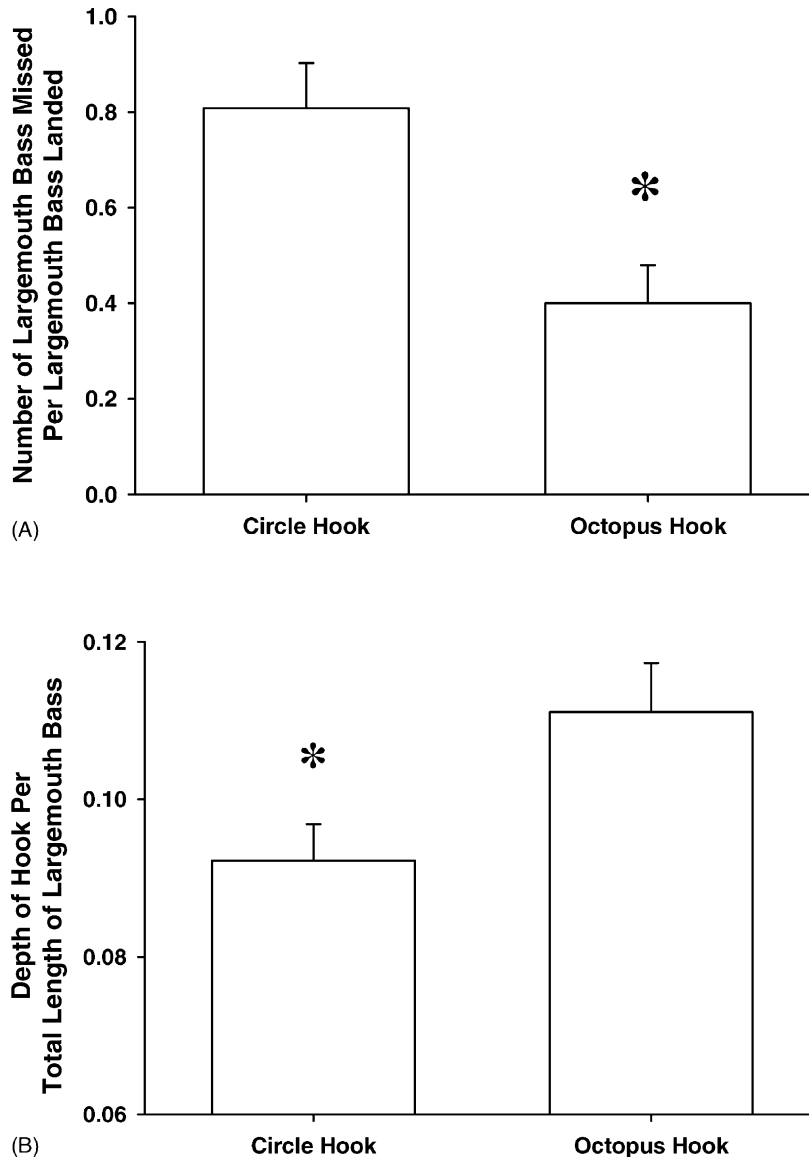 Number of Largemouth Bass Missed
Per Largemouth Bass Landed
1.0
0.8
0.6
0.4
0.2
0.0
*
Circle Hook
Octopus Hook
(A)
Depth of Hook Per
Total Length of Largemouth Bass
0.12
0.10
0.08
0.06
*
Circle Hook
Octopus Hook
(B)